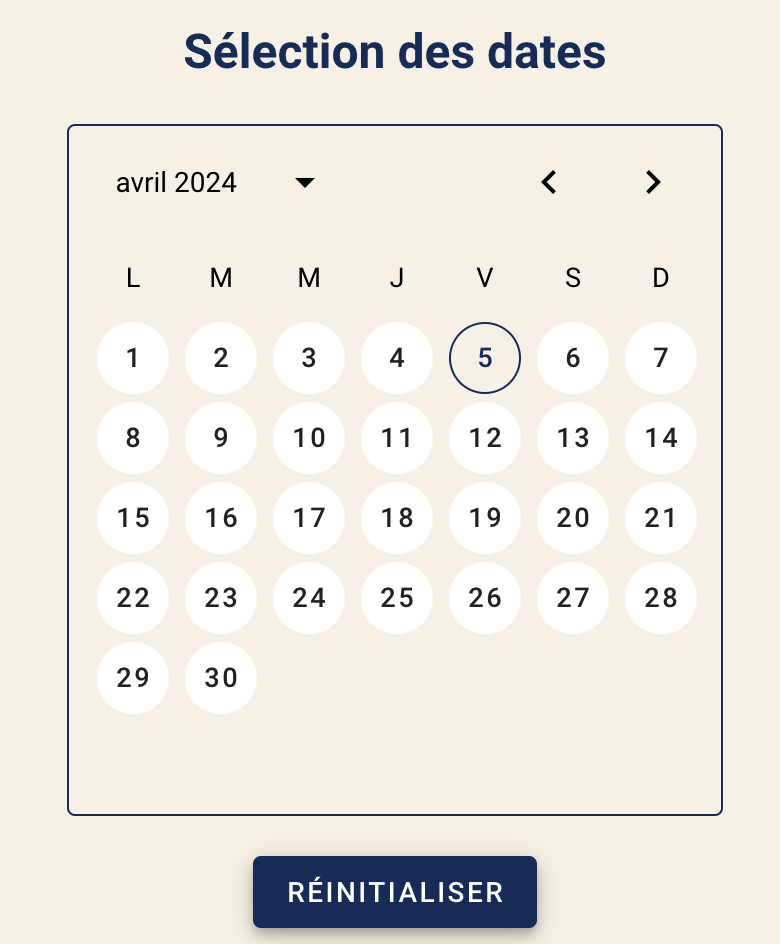 Sélection des dates
avril 2024
L M M J V S D
1 2 3 4 5 6 7
8 9 10 11 12 13 14
15 16 17 18 19 20 21
22 23 24 25 26 27 28
29 30
RÉINITIALISER